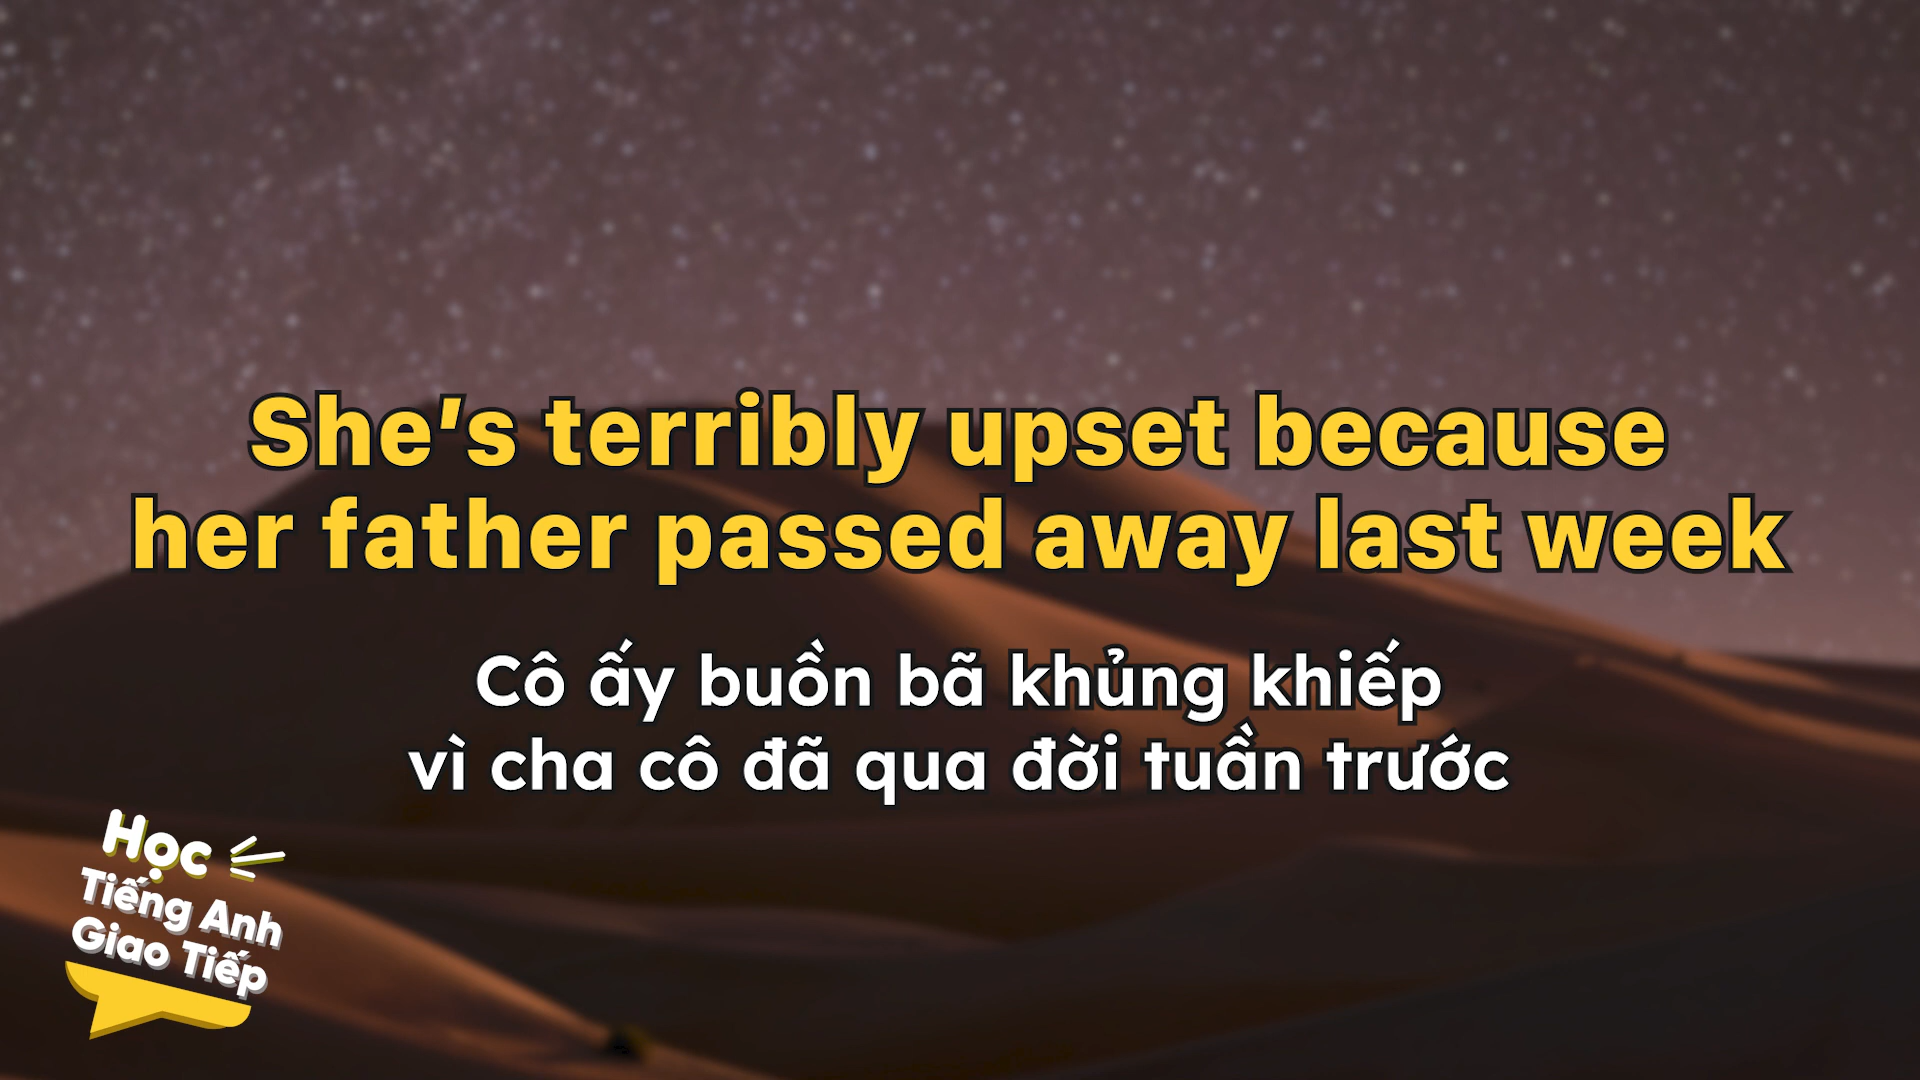 She’s terribly upset because
her father passed away last week
Cô ấy buồn bã khủng khiếp
vì cha cô đã qua đời tuần trước
Học
Tiếng Anh
Giao Tiếp